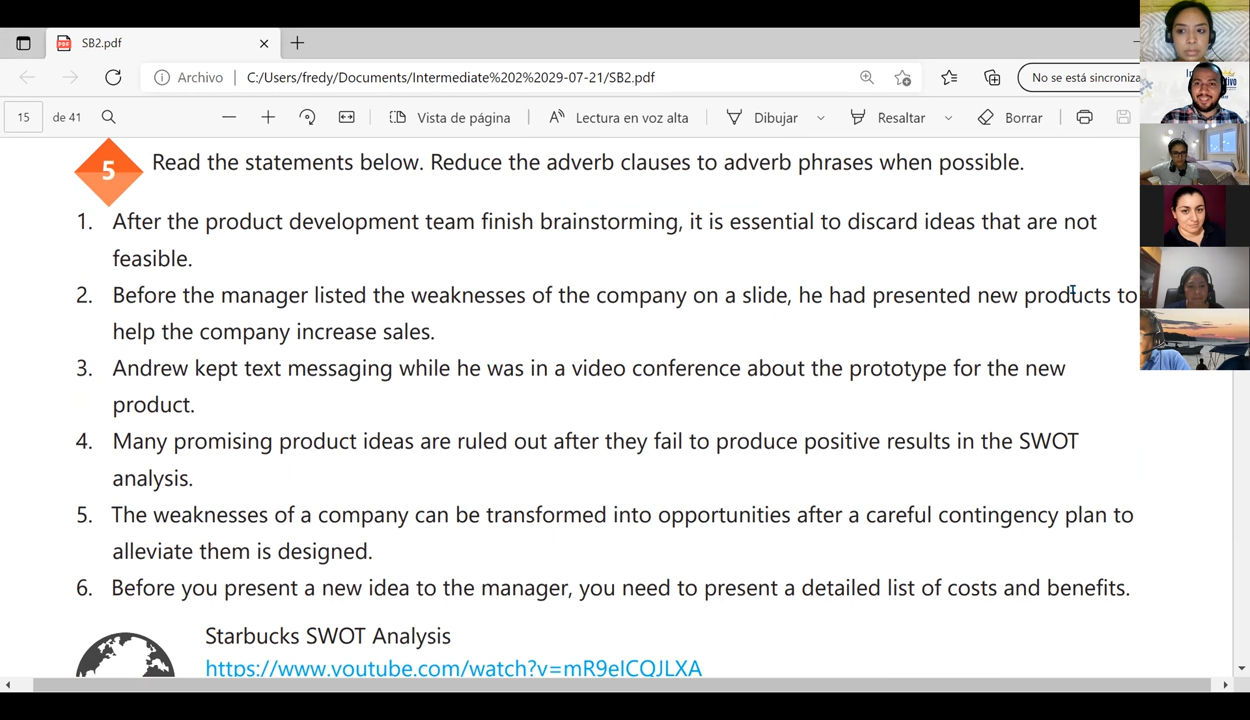 SB2.pdf
Archivo
C:/Users/fredy/Documents/Intermediate%202%2029-07-21/SB2.pdf
No se está sincroniza
15 de 41
Vista de página
Lectura en voz alta
Dibujar
Resaltar
Borrar
5
Read the statements below. Reduce the adverb clauses to adverb phrases when possible.
1. After the product development team finish brainstorming, it is essential to discard ideas that are not
feasible.
2. Before the manager listed the weaknesses of the company on a slide, he had presented new products to
help the company increase sales.
3. Andrew kept text messaging while he was in a video conference about the prototype for the new
product.
4. Many promising product ideas are ruled out after they fail to produce positive results in the SWOT
analysis.
5. The weaknesses of a company can be transformed into opportunities after a careful contingency plan to
alleviate them is designed.
6. Before you present a new idea to the manager, you need to present a detailed list of costs and benefits.
Starbucks SWOT Analysis
https://www.youtube.com/watch?v=mR9eICQJLXA